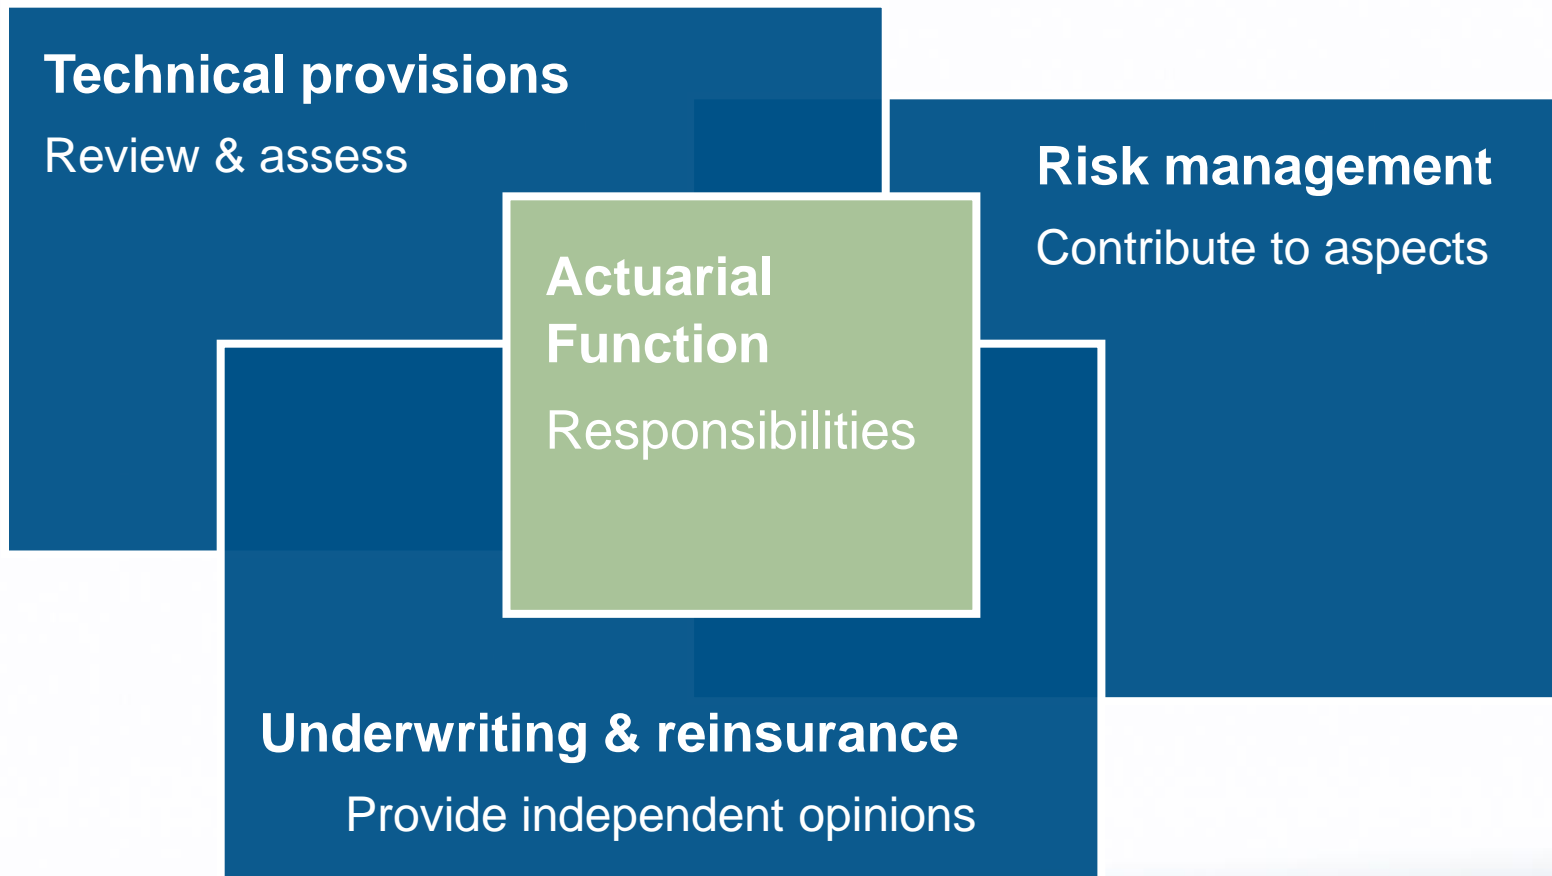 Technical provisions
Review & assess
Risk management
Contribute to aspects
Actuarial
Function
Responsibilities
Underwriting & reinsurance
Provide independent opinions